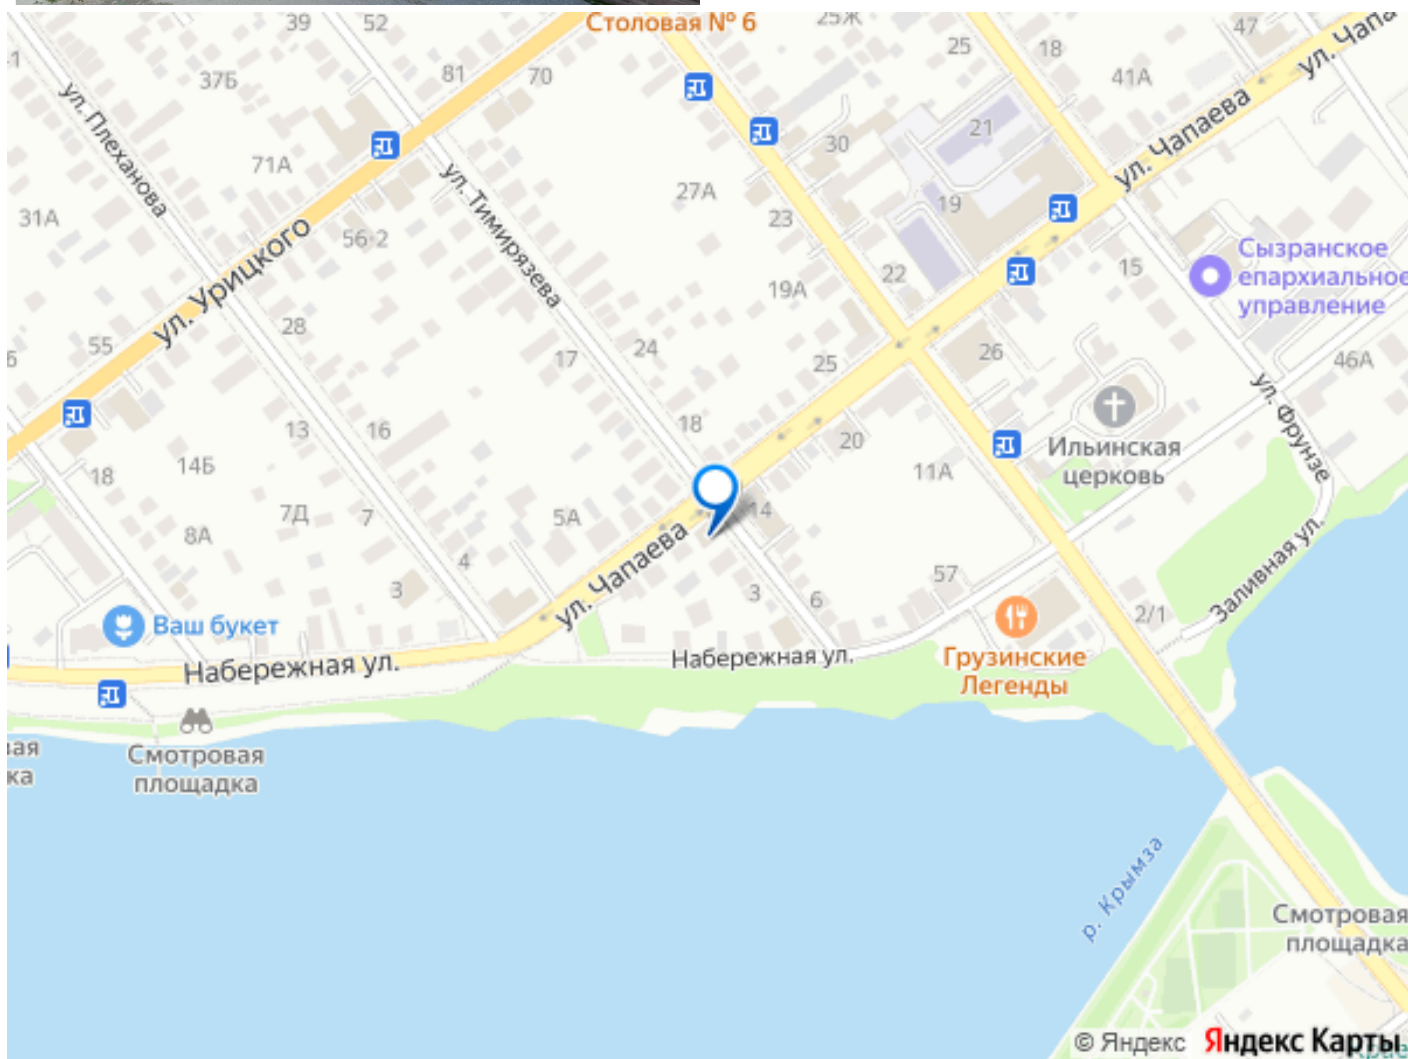 Столовая № 6
39
52
25Ж
47
ул. Чапа
25
18
41А
37Б
81
70
ул. Плеханова
71А
30
21
ул. Чапаева
31А
ул. Тимирязева
27А
23
19
56-2
ул. Урицкого
Сызранское
епархиальное
управление
22
15
19А
28
55
24
17
25
26
46А
ул. Фрунзе
13
16
18
20
Ильинская
церковь
14Б
18
11А
7Д
7
5А
14
8А
ул. Чапаева
4
3
3
6
57
Заливная ул.
2/1
Ваш букет
Набережная ул.
Набережная ул.
Грузинские
Легенды
Смотровая
площадка
р. Крымза
Смотровая
площадка
© Яндекс Яндекс Карты